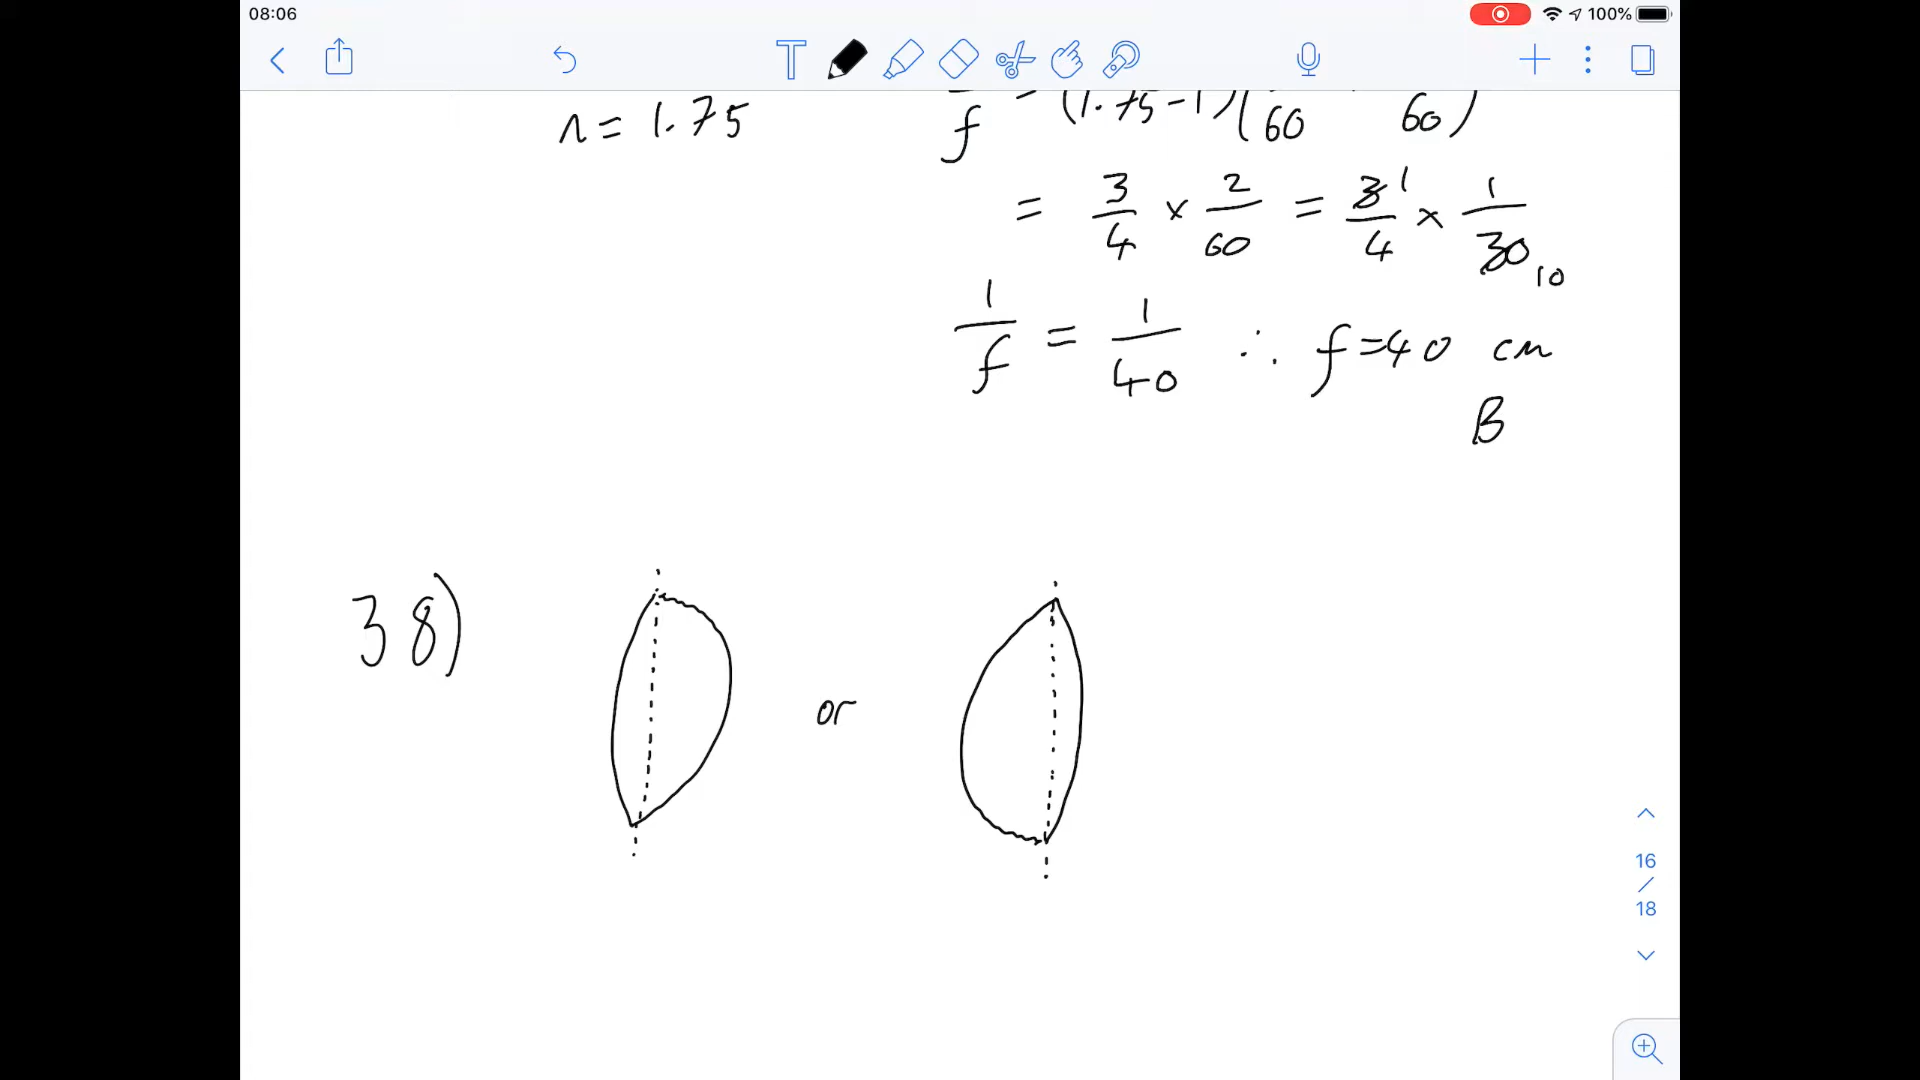 08:06
100%
T
n = 1.75
f = (1.75-1)(60 60)
= 3/4 × 2/60 = 3/4 1 × 1/30 10
1/f = 1/40 ∴ f = 40 cm
B
38)
or
16
/
18